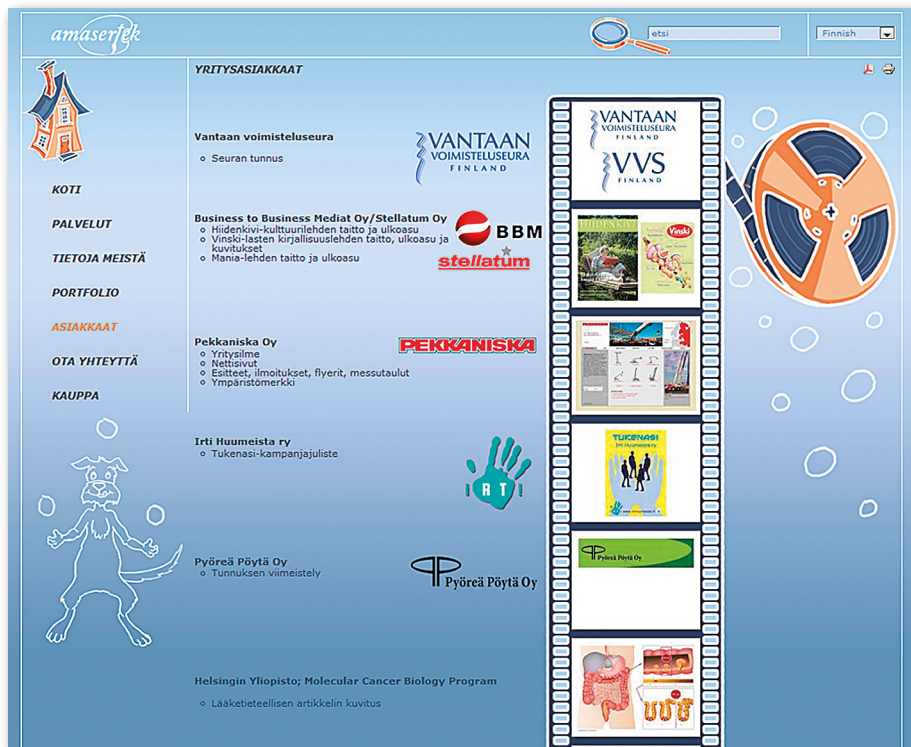 amasertek
etsi
Finnish
YRITYSASIAKKAAT
KOTI
PALVELUT
TIETOJA MEISTÄ
PORTFOLIO
ASIAKKAAT
OTA YHTEYTTÄ
KAUPPA
Vantaan voimisteluseura
Seuran tunnus
VANTAAN
VOIMISTELUSEURA
FINLAND
Business to Business Mediat Oy/Stellatum Oy
Hiidenkivi-kulttuurilehden taitto ja ulkoasu
Vinski-lasten kirjallisuuslehden taitto, ulkoasu ja
kuvitukset
Mania-lehden taitto ja ulkoasu
BBM
stellatum
Pekkaniska Oy
Yritysilme
Nettisivut
Esitteet, ilmoitukset, flyerit, messutaulut
Ympäristömerkki
PEKKANISKA
Irti Huumeista ry
Tukenasi-kampanjajuliste
IRTI
Pyöreä Pöytä Oy
Tunnuksen viimeistely
Pyöreä Pöytä Oy
Helsingin Yliopisto; Molecular Cancer Biology Program
Lääketieteellisen artikkelin kuvitus
VANTAAN
VOIMISTELUSEURA
FINLAND
VVS
FINLAND
HIIDENKIVI
Vinski
TUKENASI
Irti Huumeista ry
Pyöreä Pöytä Oy